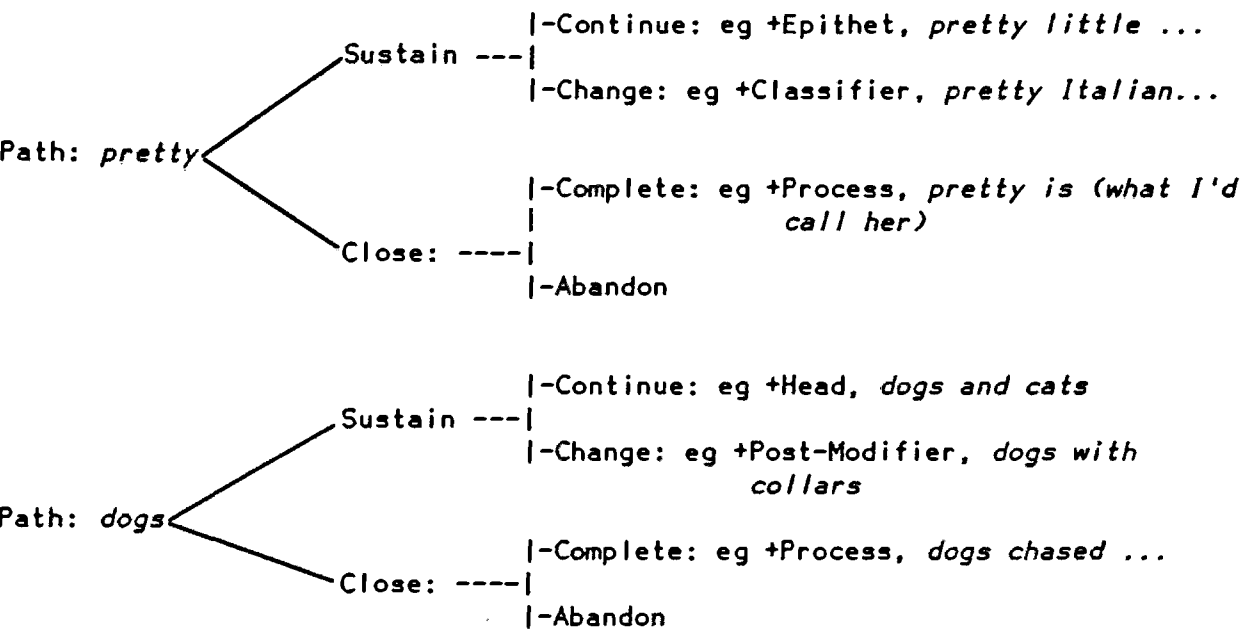 |-Continue: eg +Epithet, pretty little ...
Sustain ---|
|-Change: eg +Classifier, pretty Italian...
Path: pretty
|-Complete: eg +Process, pretty is (what I'd
| call her)
Close: ----|
|-Abandon
|-Continue: eg +Head, dogs and cats
Sustain ---|
|-Change: eg +Post-Modifier, dogs with
collars
Path: dogs
|-Complete: eg +Process, dogs chased ...
Close: ----|
|-Abandon